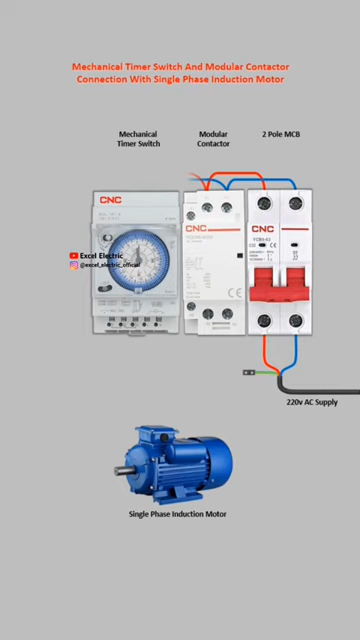 Mechanical Timer Switch And Modular Contactor
Connection With Single Phase Induction Motor
Mechanical
Timer Switch
Modular
Contactor
2 Pole MCB
CNC
CNC
CNC
Excel Electric
@excel_electric_offical
220v AC Supply
Single Phase Induction Motor